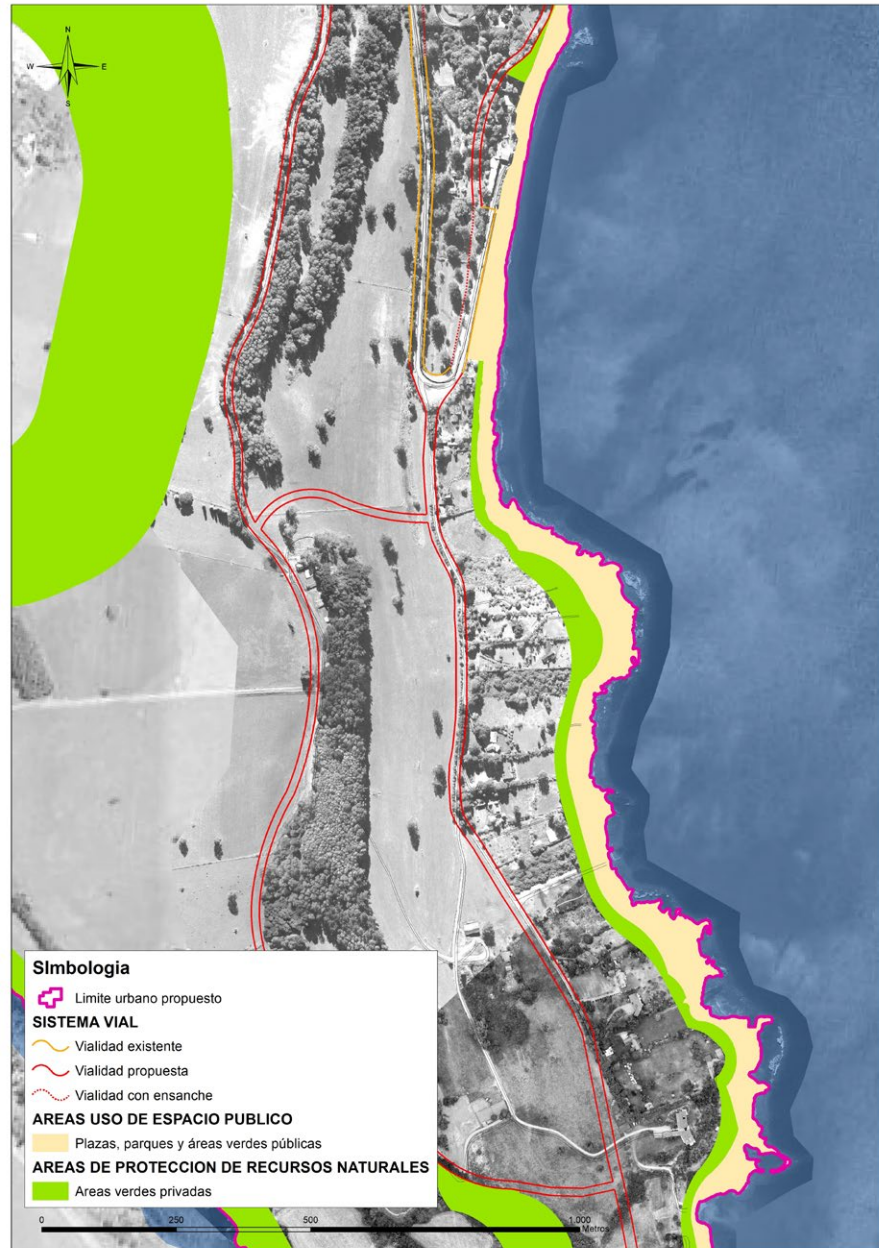 N
W E
S
SImbologia
Limite urbano propuesto
SISTEMA VIAL
Vialidad existente
Vialidad propuesta
Vialidad con ensanche
AREAS USO DE ESPACIO PUBLICO
Plazas, parques y áreas verdes públicas
AREAS DE PROTECCION DE RECURSOS NATURALES
Areas verdes privadas
0 250 500 1.000
Metros